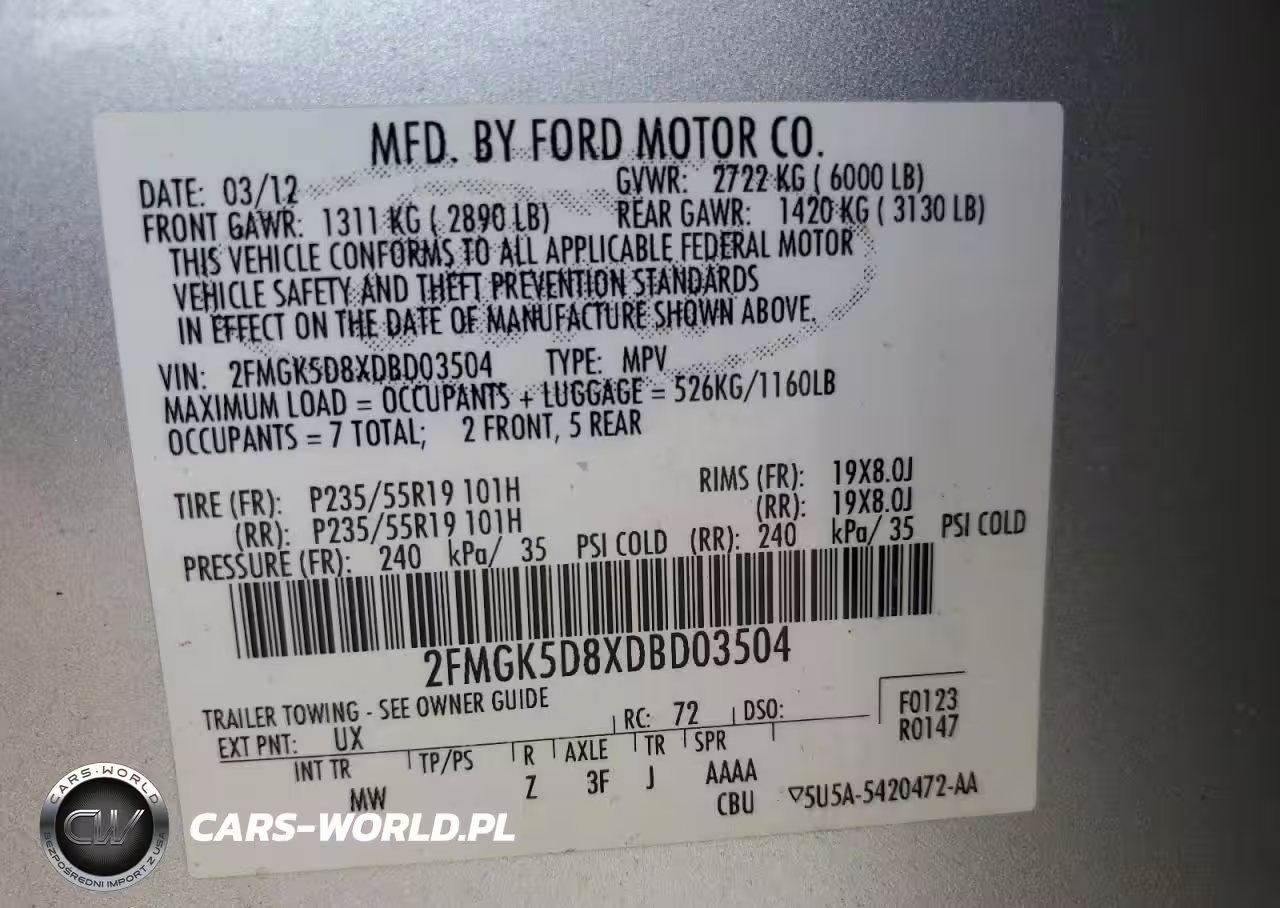 MFD. BY FORD MOTOR CO.
DATE: 03/12 GVWR: 2722 KG ( 6000 LB)
FRONT GAWR: 1311 KG ( 2890 LB) REAR GAWR: 1420 KG ( 3130 LB)
THIS VEHICLE CONFORMS TO ALL APPLICABLE FEDERAL MOTOR
VEHICLE SAFETY AND THEFT PREVENTION STANDARDS
IN EFFECT ON THE DATE OF MANUFACTURE SHOWN ABOVE.
VIN: 2FMGK5D8XDBD03504 TYPE: MPV
MAXIMUM LOAD = OCCUPANTS + LUGGAGE = 526KG/1160LB
OCCUPANTS = 7 TOTAL; 2 FRONT, 5 REAR
TIRE (FR): P235/55R19 101H RIMS (FR): 19X8.0J
(RR): P235/55R19 101H (RR): 19X8.0J
PRESSURE (FR): 240 kPa/ 35 PSI COLD (RR): 240 kPa/ 35 PSI COLD
2FMGK5D8XDBD03504
TRAILER TOWING - SEE OWNER GUIDE
EXT PNT: UX RC: 72 DSO: F0123
R0147
INT TR TP/PS R AXLE TR SPR
MW Z 3F J AAAA
CBU ▽5U5A-5420472-AA
CARS-WORLD
CW
BEZPOŚREDNI IMPORT Z USA
CARS-WORLD.PL